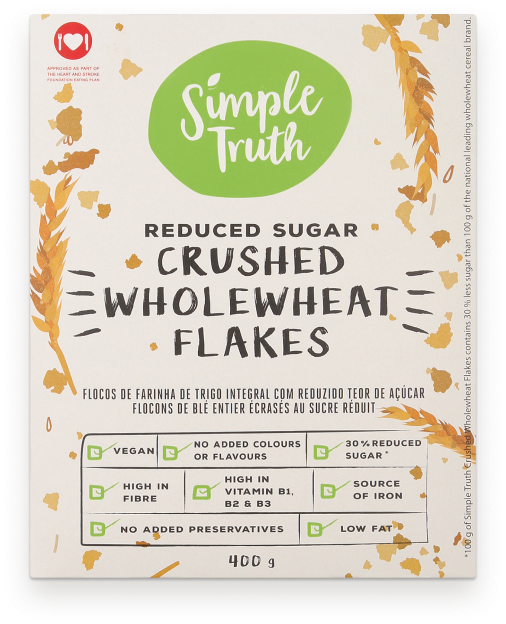 APPROVED AS PART OF
THE HEART AND STROKE
FOUNDATION EATING PLAN
Simple
Truth
REDUCED SUGAR
CRUSHED
WHOLEWHEAT
FLAKES
FLOCOS DE FARINHA DE TRIGO INTEGRAL COM REDUZIDO TEOR DE AÇÚCAR
FLOCONS DE BLÉ ENTIER ÉCRASÉS AU SUCRE RÉDUIT
VEGAN
NO ADDED COLOURS
OR FLAVOURS
30% REDUCED
SUGAR*
HIGH IN
FIBRE
HIGH IN
VITAMIN B1,
B2 & B3
SOURCE
OF IRON
NO ADDED PRESERVATIVES
LOW FAT
400 g
*100 g of Simple Truth Crushed Wholewheat Flakes contains 30 % less sugar than 100 g of the national leading wholewheat cereal brand.